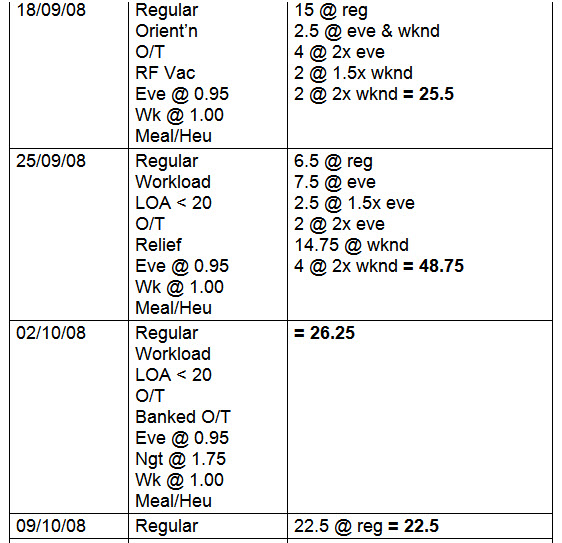 18/09/08 Regular 15 @ reg
Orient'n 2.5 @ eve & wknd
O/T 4 @ 2x eve
RF Vac 2 @ 1.5x wknd
Eve @ 0.95 2 @ 2x wknd = 25.5
Wk @ 1.00
Meal/Heu
25/09/08 Regular 6.5 @ reg
Workload 7.5 @ eve
LOA < 20 2.5 @ 1.5x eve
O/T 2 @ 2x eve
Relief 14.75 @ wknd
Eve @ 0.95 4 @ 2x wknd = 48.75
Wk @ 1.00
Meal/Heu
02/10/08 Regular = 26.25
Workload
LOA < 20
O/T
Banked O/T
Eve @ 0.95
Ngt @ 1.75
Wk @ 1.00
Meal/Heu
09/10/08 Regular 22.5 @ reg = 22.5